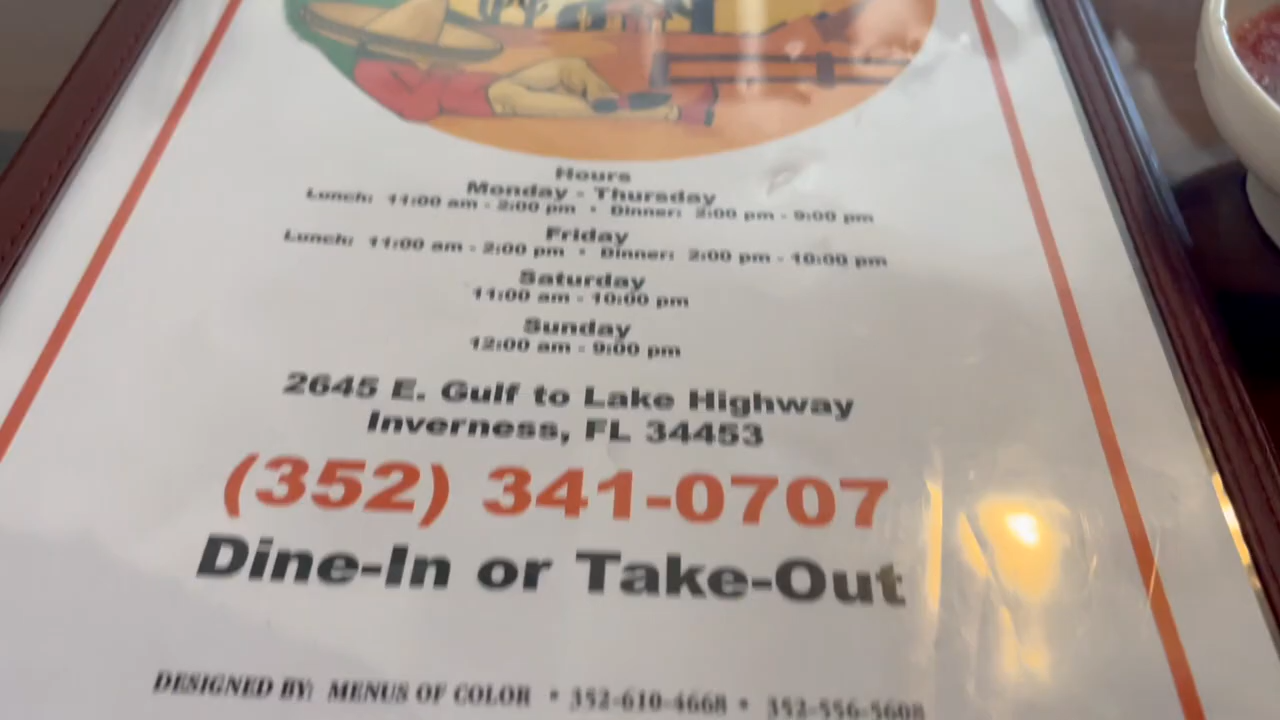 Hours
Monday - Thursday
Lunch: 11:00 am - 2:00 pm • Dinner: 2:00 pm - 9:00 pm
Friday
Lunch: 11:00 am - 2:00 pm • Dinner: 2:00 pm - 10:00 pm
Saturday
11:00 am - 10:00 pm
Sunday
12:00 am - 9:00 pm
2645 E. Gulf to Lake Highway
Inverness, FL 34453
(352) 341-0707
Dine-In or Take-Out
DESIGNED BY: MENUS OF COLOR • 352-610-4668 • 352-556-5608